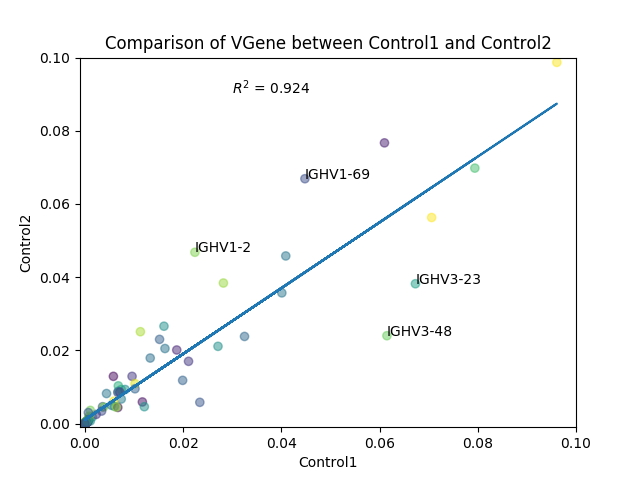 Comparison of VGene between Control1 and Control2
0.10
R² = 0.924
0.08
IGHV1-69
0.06
IGHV1-2
Control2
0.04
IGHV3-23
IGHV3-48
0.02
0.00
0.00 0.02 0.04 0.06 0.08 0.10
Control1